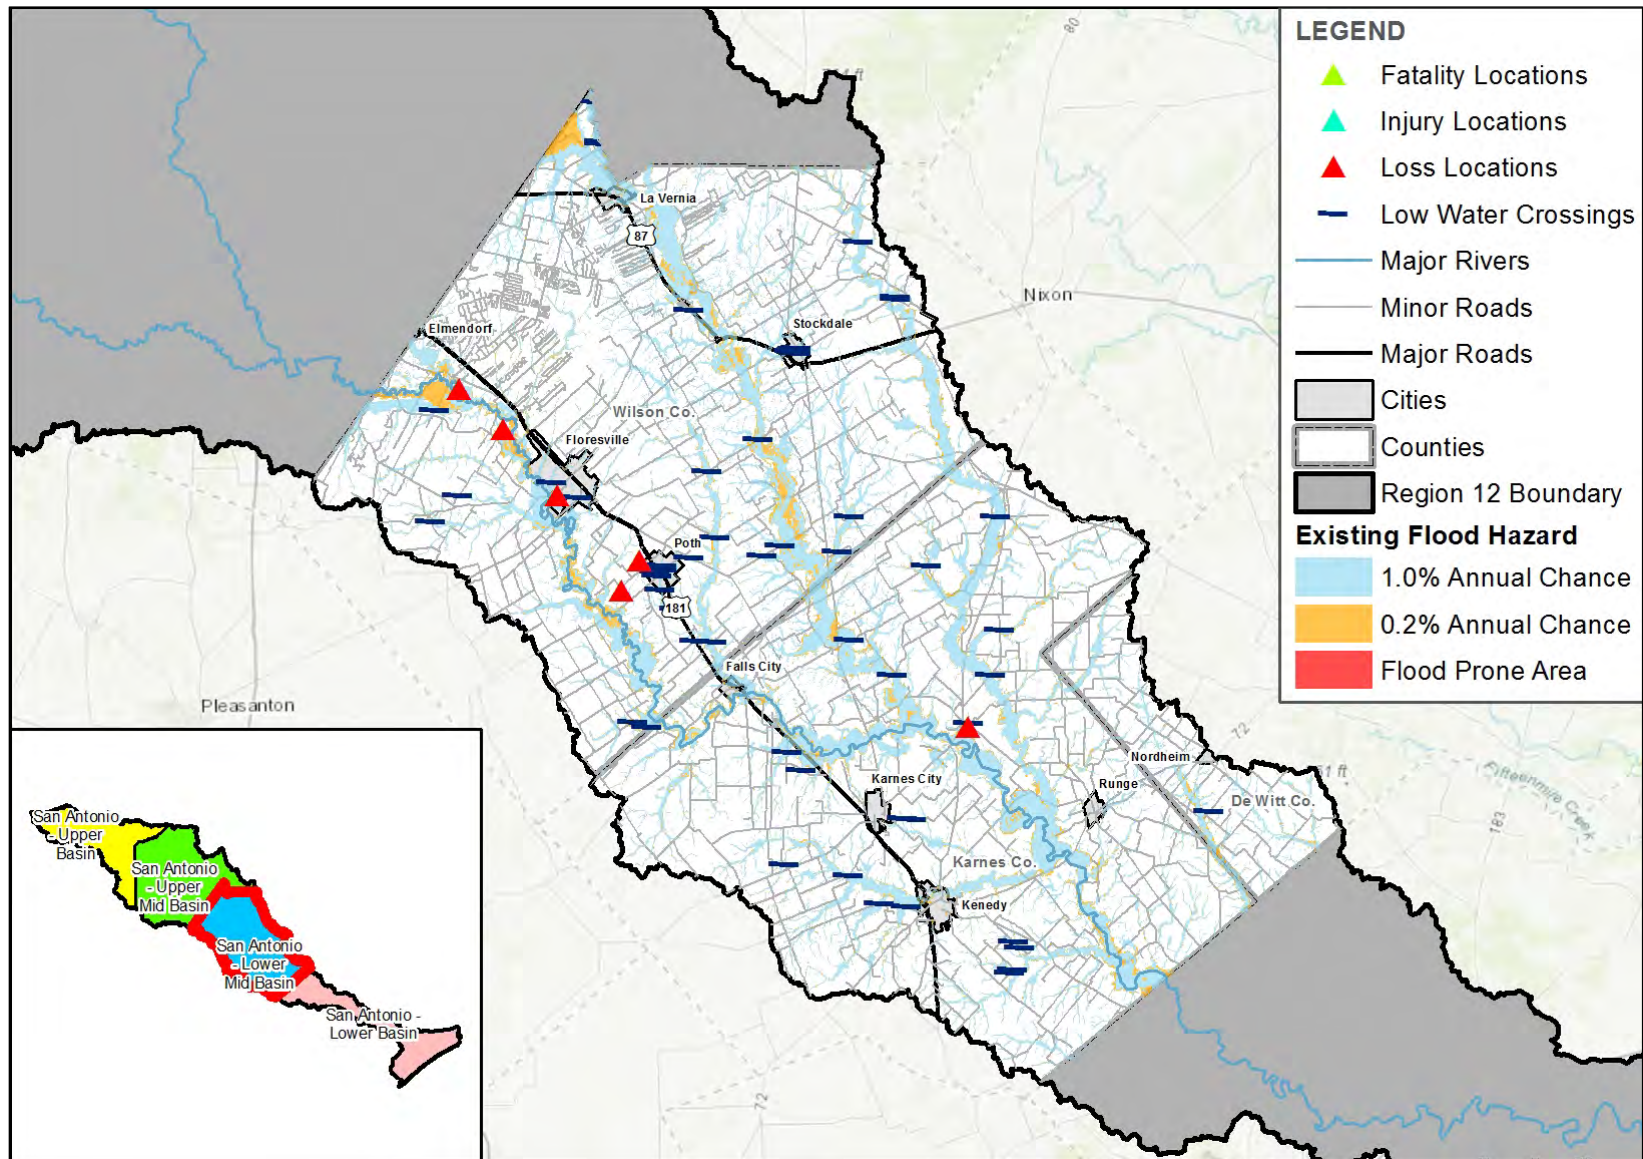 LEGEND
Fatality Locations
Injury Locations
Loss Locations
Low Water Crossings
Major Rivers
Minor Roads
Major Roads
Cities
Counties
Region 12 Boundary
Existing Flood Hazard
1.0% Annual Chance
0.2% Annual Chance
Flood Prone Area
80
La Vernia
87
Nixon
Elmendorf
Stockdale
Wilson Co.
Floresville
Poth
181
Falls City
Pleasanton
72
Nordheim
Karnes City
Runge
De Witt Co.
183
Karnes Co.
Kenedy
72
San Antonio
- Upper
Basin
San Antonio
- Upper
Mid Basin
San Antonio
- Lower
Mid Basin
San Antonio -
Lower Basin